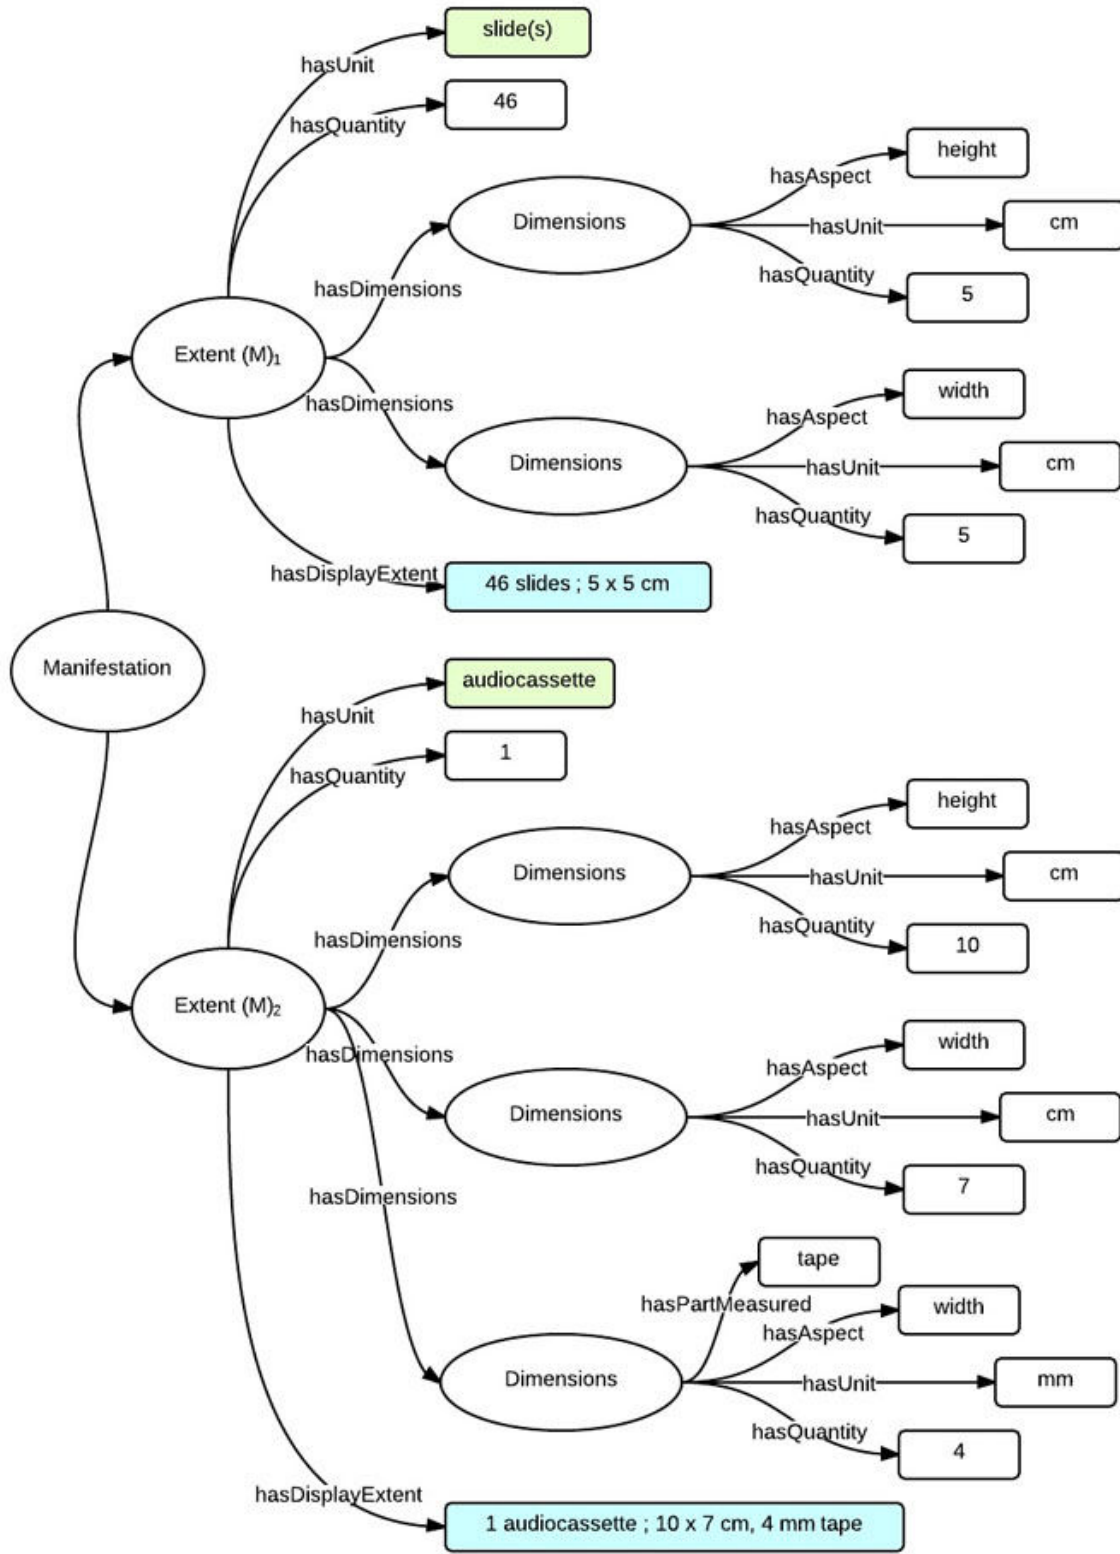 slide(s)
hasUnit
46
hasQuantity
height
hasAspect
Dimensions
cm
hasUnit
hasQuantity
5
hasDimensions
Extent (M)₁
width
hasDimensions
hasAspect
Dimensions
cm
hasUnit
hasQuantity
5
hasDisplayExtent
46 slides ; 5 x 5 cm
Manifestation
audiocassette
hasUnit
1
hasQuantity
height
hasAspect
Dimensions
cm
hasUnit
hasQuantity
10
hasDimensions
Extent (M)₂
width
hasDimensions
hasAspect
Dimensions
cm
hasUnit
hasQuantity
7
hasDimensions
tape
hasPartMeasured
width
hasAspect
Dimensions
mm
hasUnit
hasQuantity
4
hasDisplayExtent
1 audiocassette ; 10 x 7 cm, 4 mm tape